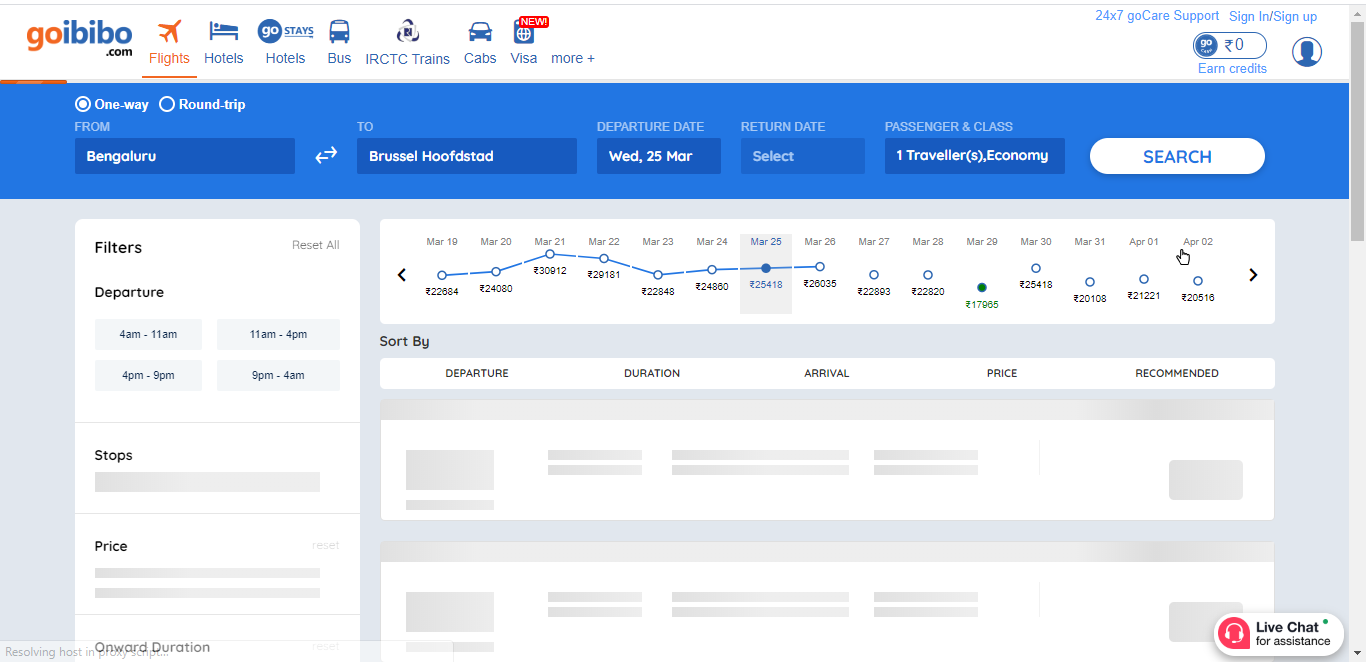 24x7 goCare Support Sign In/Sign up
goibibo
.com
go STAYS
NEW!
Flights Hotels Hotels Bus IRCTC Trains Cabs Visa more +
go ₹0
Earn credits
One-way Round-trip
FROM TO DEPARTURE DATE RETURN DATE PASSENGER & CLASS
Bengaluru Brussel Hoofdstad Wed, 25 Mar Select 1 Traveller(s),Economy SEARCH
Filters Reset All
Departure
4am - 11am 11am - 4pm
4pm - 9pm 9pm - 4am
Stops
Price reset
Onward Duration reset
Mar 19 Mar 20 Mar 21 Mar 22 Mar 23 Mar 24 Mar 25 Mar 26 Mar 27 Mar 28 Mar 29 Mar 30 Mar 31 Apr 01 Apr 02
₹22684 ₹24080 ₹30912 ₹29181 ₹22848 ₹24860 ₹25418 ₹26035 ₹22893 ₹22820 ₹17965 ₹25418 ₹20108 ₹21221 ₹20516
Sort By
DEPARTURE DURATION ARRIVAL PRICE RECOMMENDED
Live Chat
for assistance
Resolving host in proxy script...